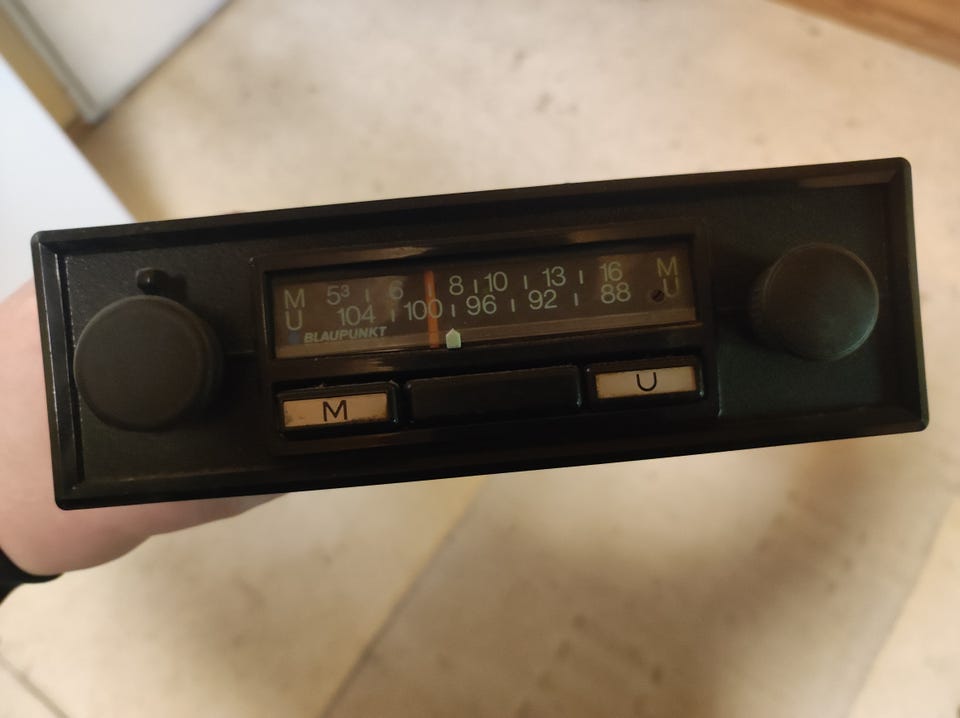 M 5³ 6 8 10 13 16 M
U 104 100 96 92 88 U
BLAUPUNKT
M U